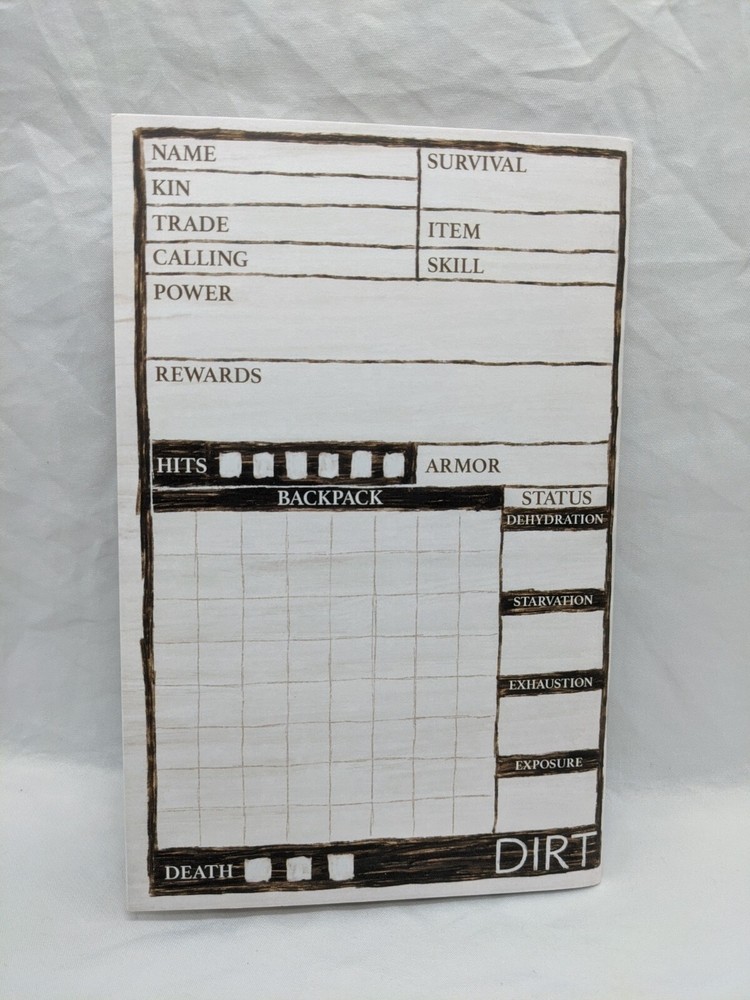 NAME
SURVIVAL
KIN
TRADE
ITEM
CALLING
SKILL
POWER
REWARDS
HITS
ARMOR
BACKPACK
STATUS
DEHYDRATION
STARVATION
EXHAUSTION
EXPOSURE
DEATH
DIRT